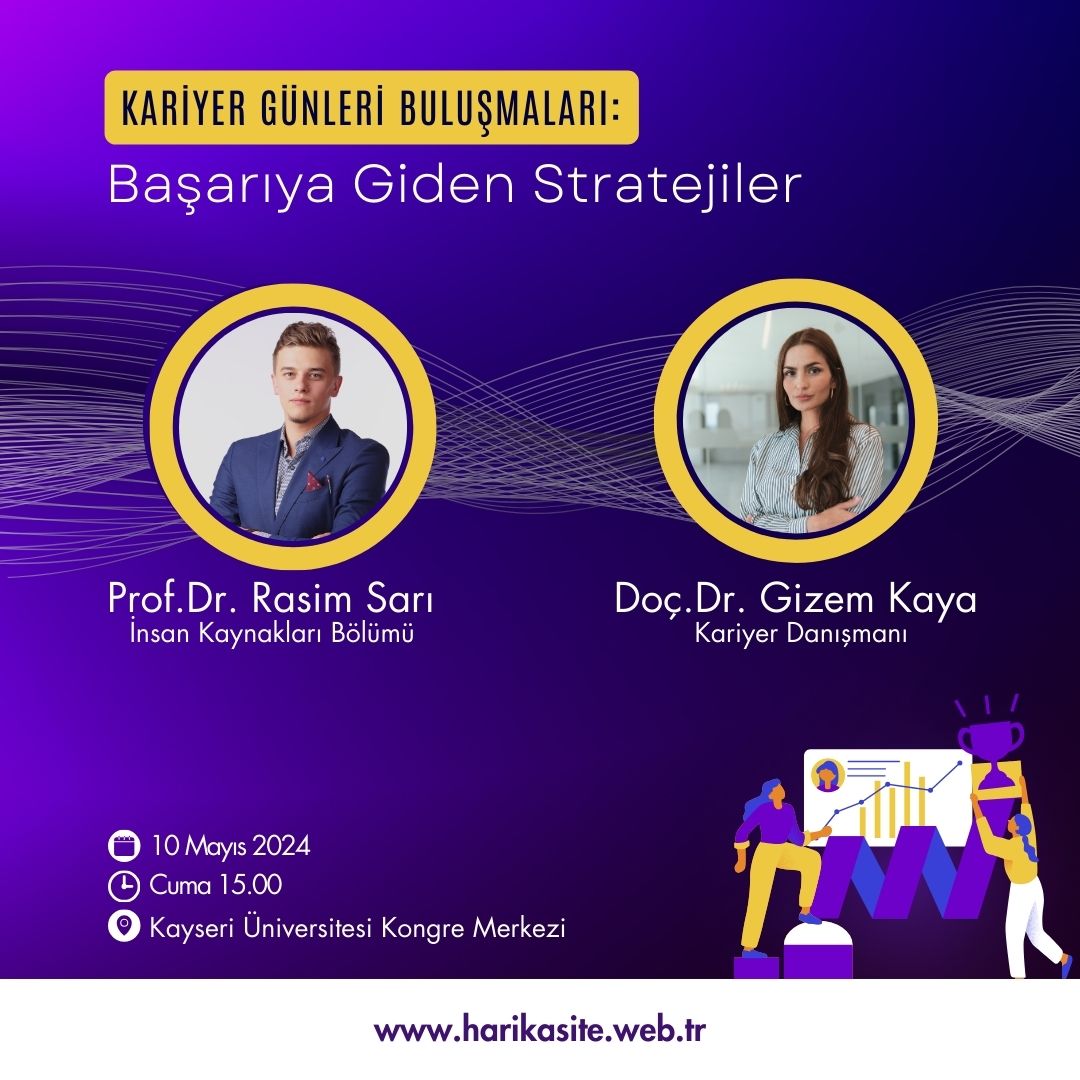 KARİYER GÜNLERİ BULUŞMALARI:
Başarıya Giden Stratejiler
Prof.Dr. Rasim Sarı
İnsan Kaynakları Bölümü
Doç.Dr. Gizem Kaya
Kariyer Danışmanı
10 Mayıs 2024
Cuma 15.00
Kayseri Üniversitesi Kongre Merkezi
www.harikasite.web.tr